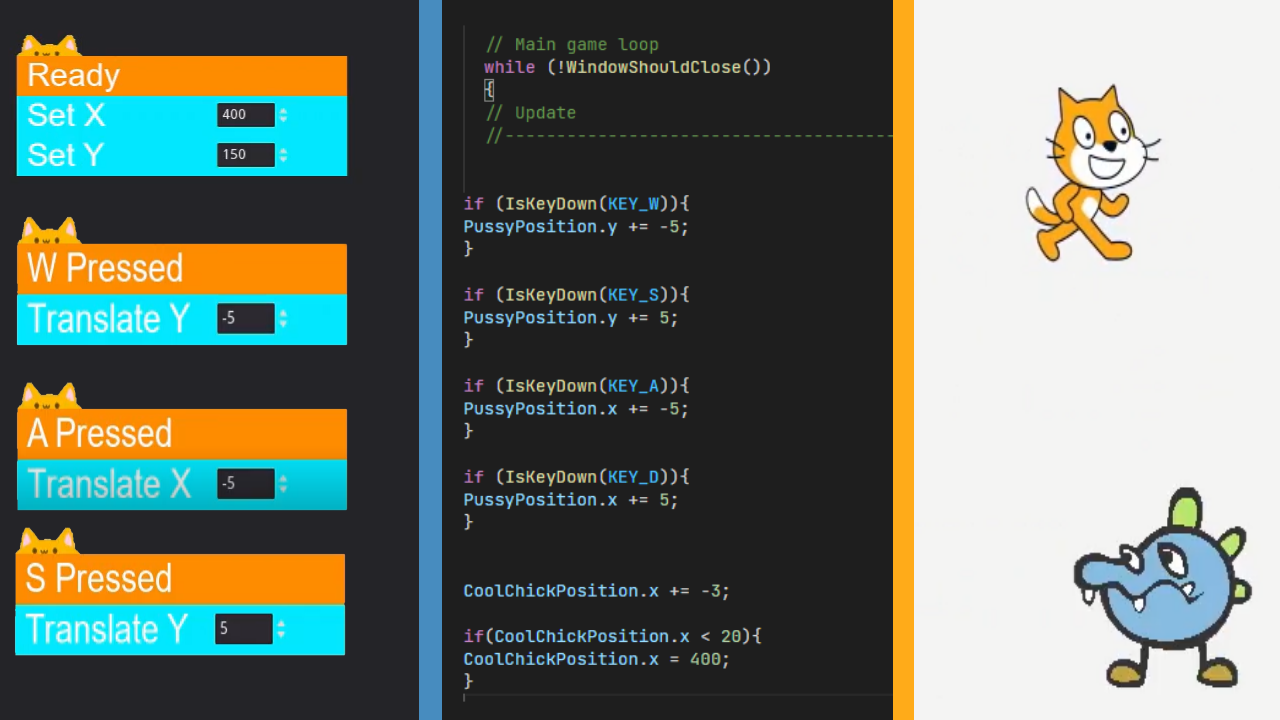 Ready
Set X 400
Set Y 150
W Pressed
Translate Y -5
A Pressed
Translate X -5
S Pressed
Translate Y 5
// Main game loop
while (!WindowShouldClose())
{
// Update
//------------------------------------
if (IsKeyDown(KEY_W)){
PussyPosition.y += -5;
}
if (IsKeyDown(KEY_S)){
PussyPosition.y += 5;
}
if (IsKeyDown(KEY_A)){
PussyPosition.x += -5;
}
if (IsKeyDown(KEY_D)){
PussyPosition.x += 5;
}
CoolChickPosition.x += -3;
if(CoolChickPosition.x < 20){
CoolChickPosition.x = 400;
}